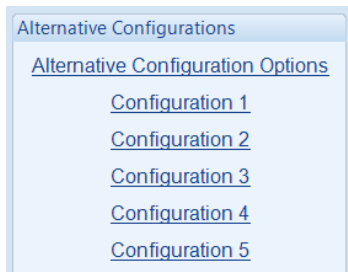 Alternative Configurations
Alternative Configuration Options
Configuration 1
Configuration 2
Configuration 3
Configuration 4
Configuration 5